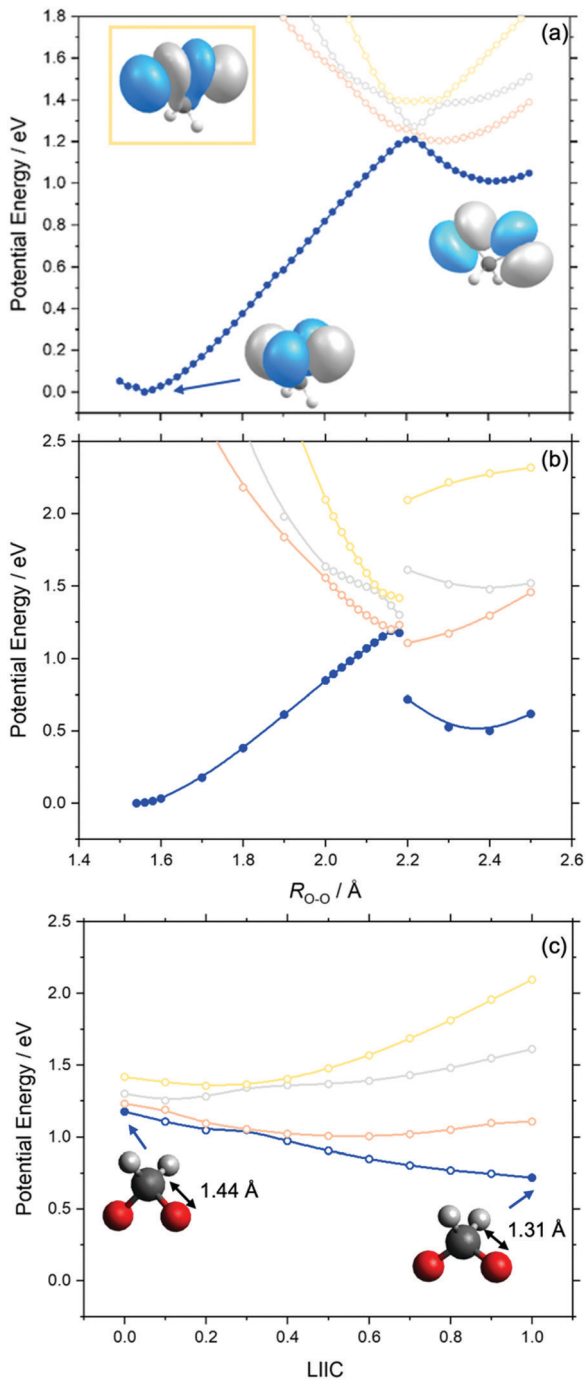 (a)
1.8
1.6
1.4
1.2
1.0
0.8
0.6
0.4
0.2
0.0
Potential Energy / eV
(b)
2.5
2.0
1.5
1.0
0.5
0.0
Potential Energy / eV
1.4 1.6 1.8 2.0 2.2 2.4 2.6
R_O-O / Å
(c)
2.5
2.0
1.5
1.0
0.5
0.0
Potential Energy / eV
1.44 Å
1.31 Å
0.0 0.2 0.4 0.6 0.8 1.0
LIIC